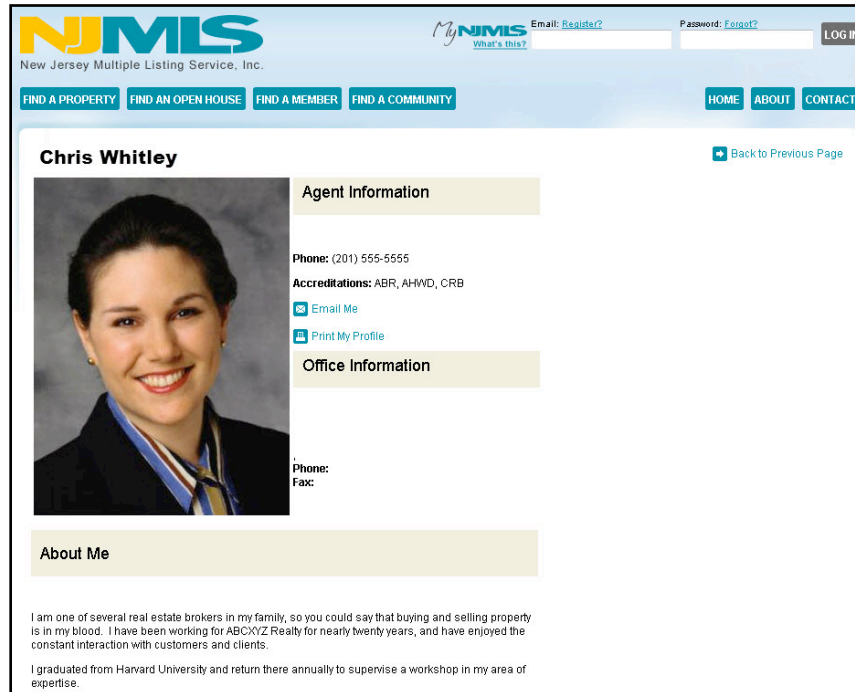 NJMLS
New Jersey Multiple Listing Service, Inc.
My NJMLS
What's this?
Email: Register?
Password: Forgot?
LOG IN
FIND A PROPERTY FIND AN OPEN HOUSE FIND A MEMBER FIND A COMMUNITY
HOME ABOUT CONTACT
Chris Whitley
Back to Previous Page
Agent Information
Phone: (201) 555-5555
Accreditations: ABR, AHWD, CRB
Email Me
Print My Profile
Office Information
,
Phone:
Fax:
About Me
I am one of several real estate brokers in my family, so you could say that buying and selling property
is in my blood. I have been working for ABCXYZ Realty for nearly twenty years, and have enjoyed the
constant interaction with customers and clients.
I graduated from Harvard University and return there annually to supervise a workshop in my area of
expertise.